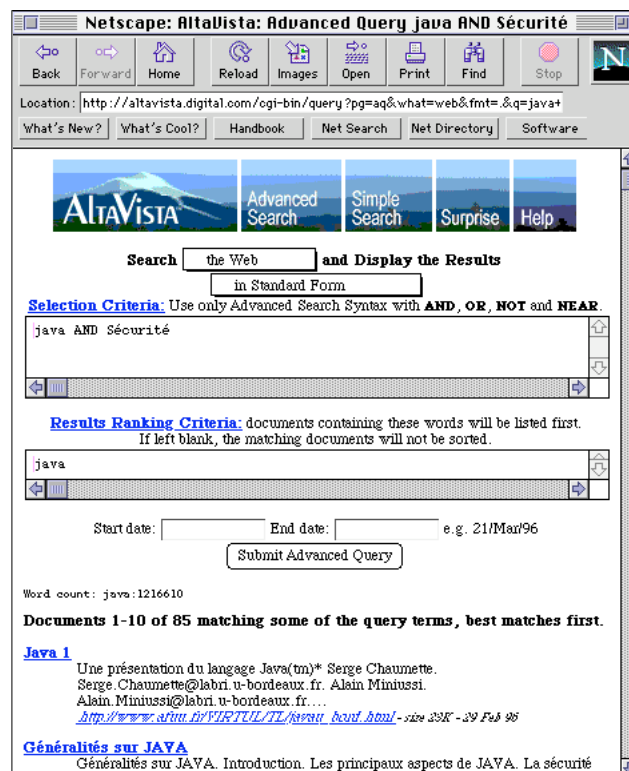 Netscape: AltaVista: Advanced Query java AND Sécurité
Back Forward Home Reload Images Open Print Find Stop N
Location: http://altavista.digital.com/cgi-bin/query?pg=aq&what=web&fmt=.&q=java+
What's New? What's Cool? Handbook Net Search Net Directory Software
ALTAVISTA Advanced Search Simple Search Surprise Help
Search the Web and Display the Results
in Standard Form
Selection Criteria: Use only Advanced Search Syntax with AND, OR, NOT and NEAR.
java AND Sécurité
Results Ranking Criteria: documents containing these words will be listed first.
If left blank, the matching documents will not be sorted.
java
Start date: End date: e.g. 21/Mar/96
Submit Advanced Query
Word count: java:1216610
Documents 1-10 of 85 matching some of the query terms, best matches first.
Java 1
Une présentation du langage Java(tm)* Serge Chaumette.
Serge.Chaumette@labri.u-bordeaux.fr. Alain Miniussi.
Alain.Miniussi@labri.u-bordeaux.fr....
- size 23K - 29 Feb 96
Généralités sur JAVA
Généralités sur JAVA. Introduction. Les principaux aspects de JAVA. La sécurité